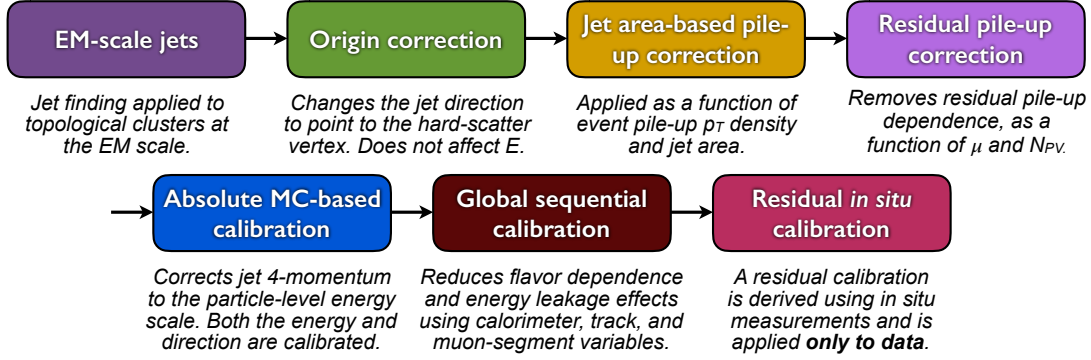 EM-scale jets
Jet finding applied to
topological clusters at
the EM scale.
Origin correction
Changes the jet direction
to point to the hard-scatter
vertex. Does not affect E.
Jet area-based pile-
up correction
Applied as a function of
event pile-up pT density
and jet area.
Residual pile-up
correction
Removes residual pile-up
dependence, as a
function of µ and NPV.
Absolute MC-based
calibration
Corrects jet 4-momentum
to the particle-level energy
scale. Both the energy and
direction are calibrated.
Global sequential
calibration
Reduces flavor dependence
and energy leakage effects
using calorimeter, track, and
muon-segment variables.
Residual in situ
calibration
A residual calibration
is derived using in situ
measurements and is
applied only to data.